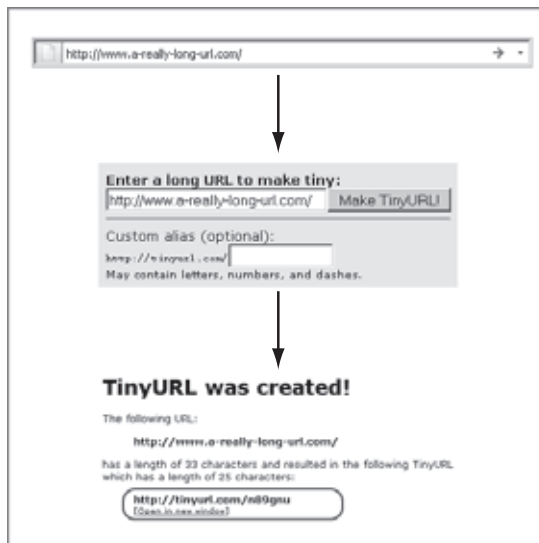 http://www.a-really-long-url.com/
Enter a long URL to make tiny:
http://www.a-really-long-url.com/ Make TinyURL!
Custom alias (optional):
http://tinyurl.com/
May contain letters, numbers, and dashes.
TinyURL was created!
The following URL:
http://www.a-really-long-url.com/
has a length of 33 characters and resulted in the following TinyURL
which has a length of 25 characters:
http://tinyurl.com/n89gnu
[Open in new window]